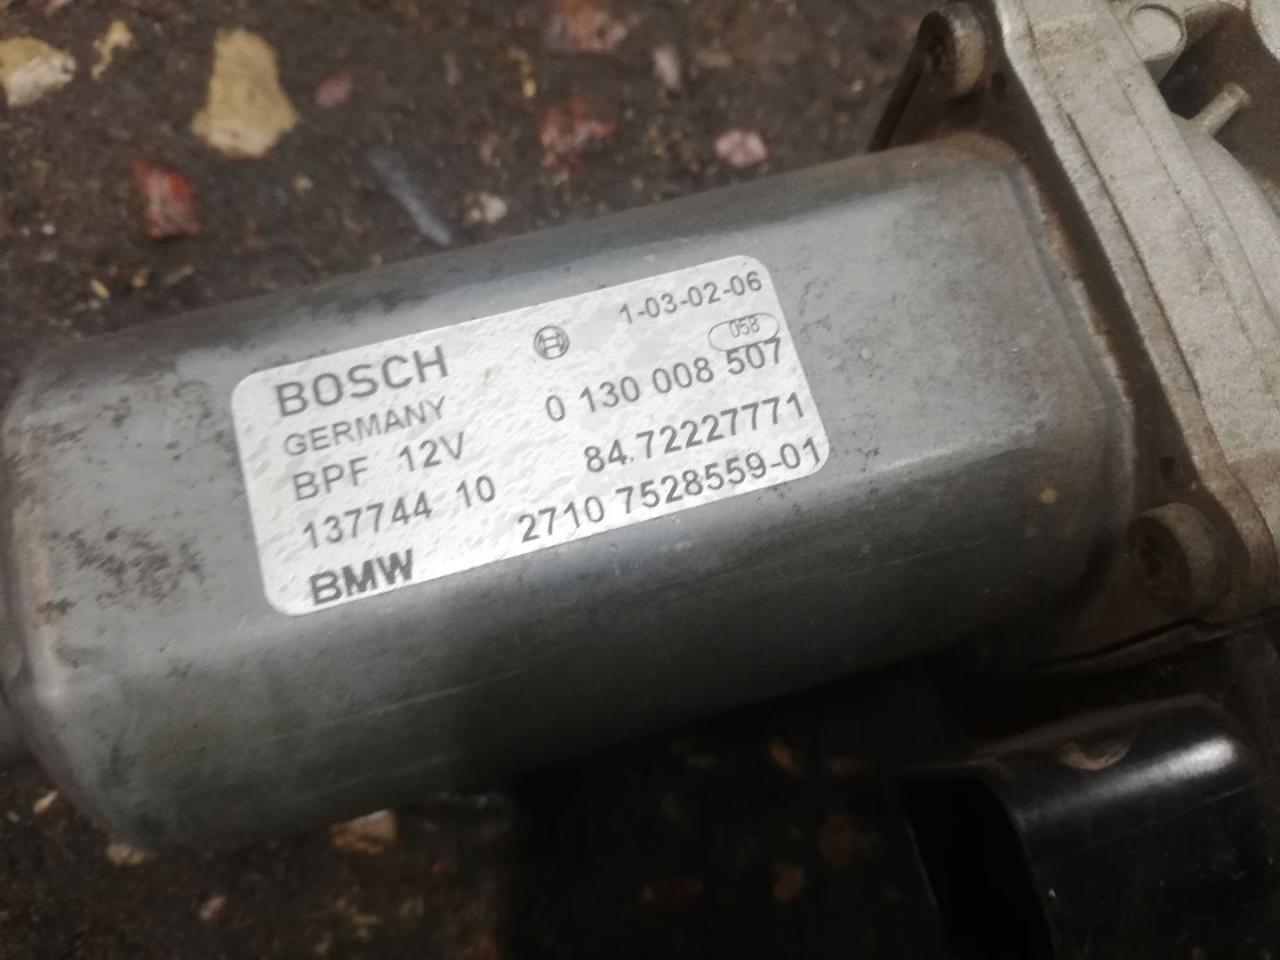 BOSCH 1-03-02-06
058
GERMANY 0 130 008 507
BPF 12V 84.72227771
137744 10 2710 7528559-01
BMW